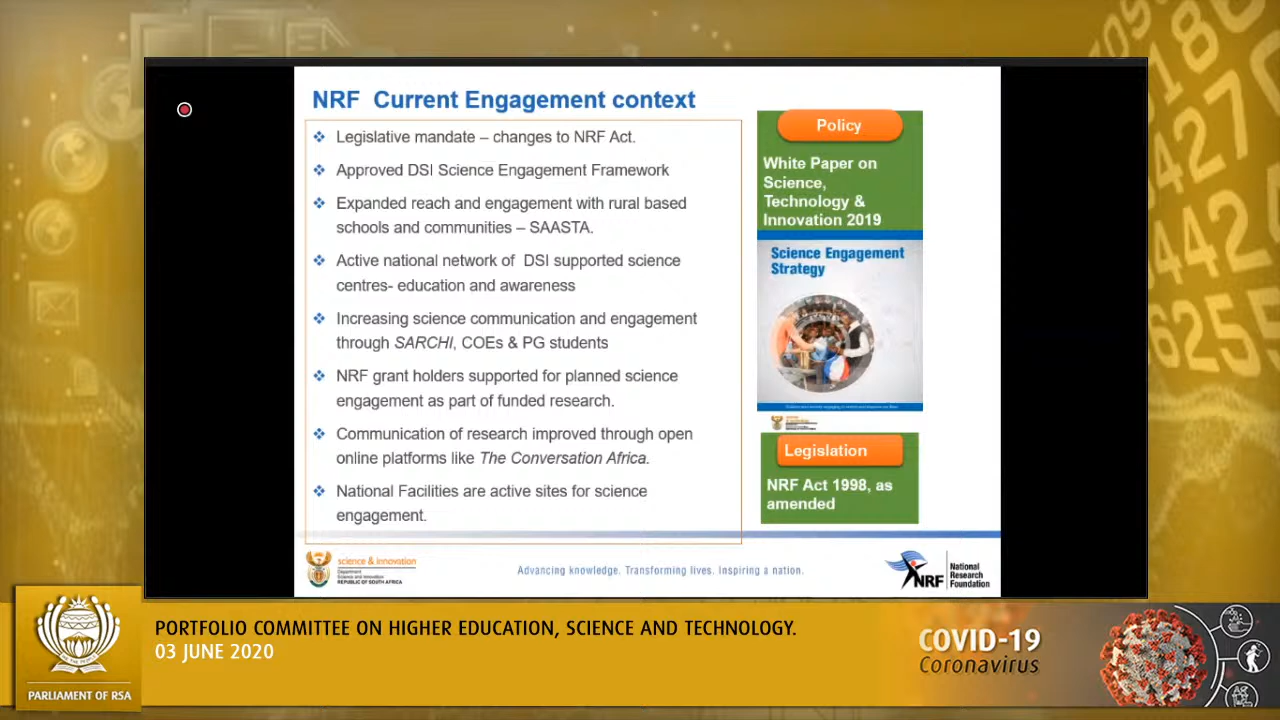 NRF Current Engagement context
Legislative mandate – changes to NRF Act.
Approved DSI Science Engagement Framework
Expanded reach and engagement with rural based
schools and communities – SAASTA.
Active national network of DSI supported science
centres- education and awareness
Increasing science communication and engagement
through SARCHI, COEs & PG students
NRF grant holders supported for planned science
engagement as part of funded research.
Communication of research improved through open
online platforms like The Conversation Africa.
National Facilities are active sites for science
engagement.
Policy
White Paper on
Science,
Technology &
Innovation 2019
Science Engagement
Strategy
Legislation
NRF Act 1998, as
amended
science & innovation
Department
Science and Innovation
REPUBLIC OF SOUTH AFRICA
Advancing knowledge. Transforming lives. Inspiring a nation.
NRF
National
Research
Foundation
PARLIAMENT OF RSA
PORTFOLIO COMMITTEE ON HIGHER EDUCATION, SCIENCE AND TECHNOLOGY.
03 JUNE 2020
COVID-19
Coronavirus